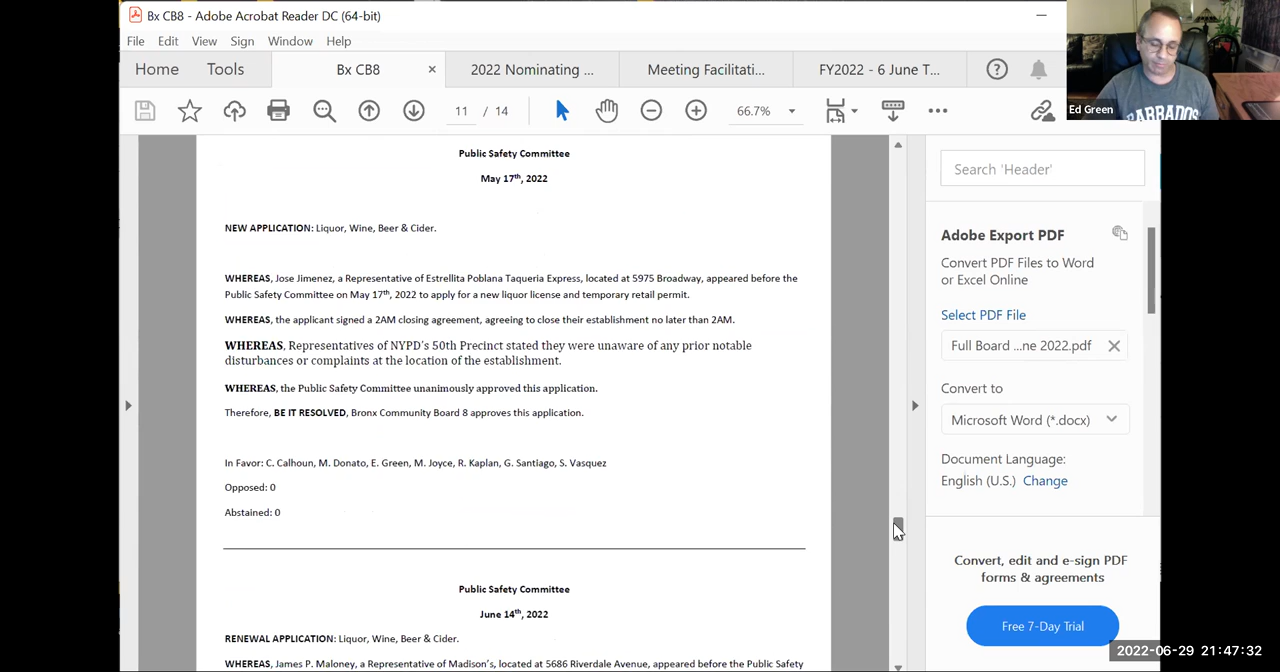 Bx CB8 - Adobe Acrobat Reader DC (64-bit)
File Edit View Sign Window Help
Home Tools Bx CB8 × 2022 Nominating ... Meeting Facilitati... FY2022 - 6 June T...
11 / 14 66.7%
Ed Green
BARBADOS
Public Safety Committee
May 17th, 2022
NEW APPLICATION: Liquor, Wine, Beer & Cider.
WHEREAS, Jose Jimenez, a Representative of Estrellita Poblana Taqueria Express, located at 5975 Broadway, appeared before the
Public Safety Committee on May 17th, 2022 to apply for a new liquor license and temporary retail permit.
WHEREAS, the applicant signed a 2AM closing agreement, agreeing to close their establishment no later than 2AM.
WHEREAS, Representatives of NYPD's 50th Precinct stated they were unaware of any prior notable
disturbances or complaints at the location of the establishment.
WHEREAS, the Public Safety Committee unanimously approved this application.
Therefore, BE IT RESOLVED, Bronx Community Board 8 approves this application.
In Favor: C. Calhoun, M. Donato, E. Green, M. Joyce, R. Kaplan, G. Santiago, S. Vasquez
Opposed: 0
Abstained: 0
Public Safety Committee
June 14th, 2022
RENEWAL APPLICATION: Liquor, Wine, Beer & Cider.
WHEREAS, James P. Maloney, a Representative of Madison's, located at 5686 Riverdale Avenue, appeared before the Public Safety
Search 'Header'
Adobe Export PDF
Convert PDF Files to Word
or Excel Online
Select PDF File
Full Board ...ne 2022.pdf
Convert to
Microsoft Word (*.docx)
Document Language:
English (U.S.) Change
Convert, edit and e-sign PDF
forms & agreements
Free 7-Day Trial
2022-06-29 21:47:32